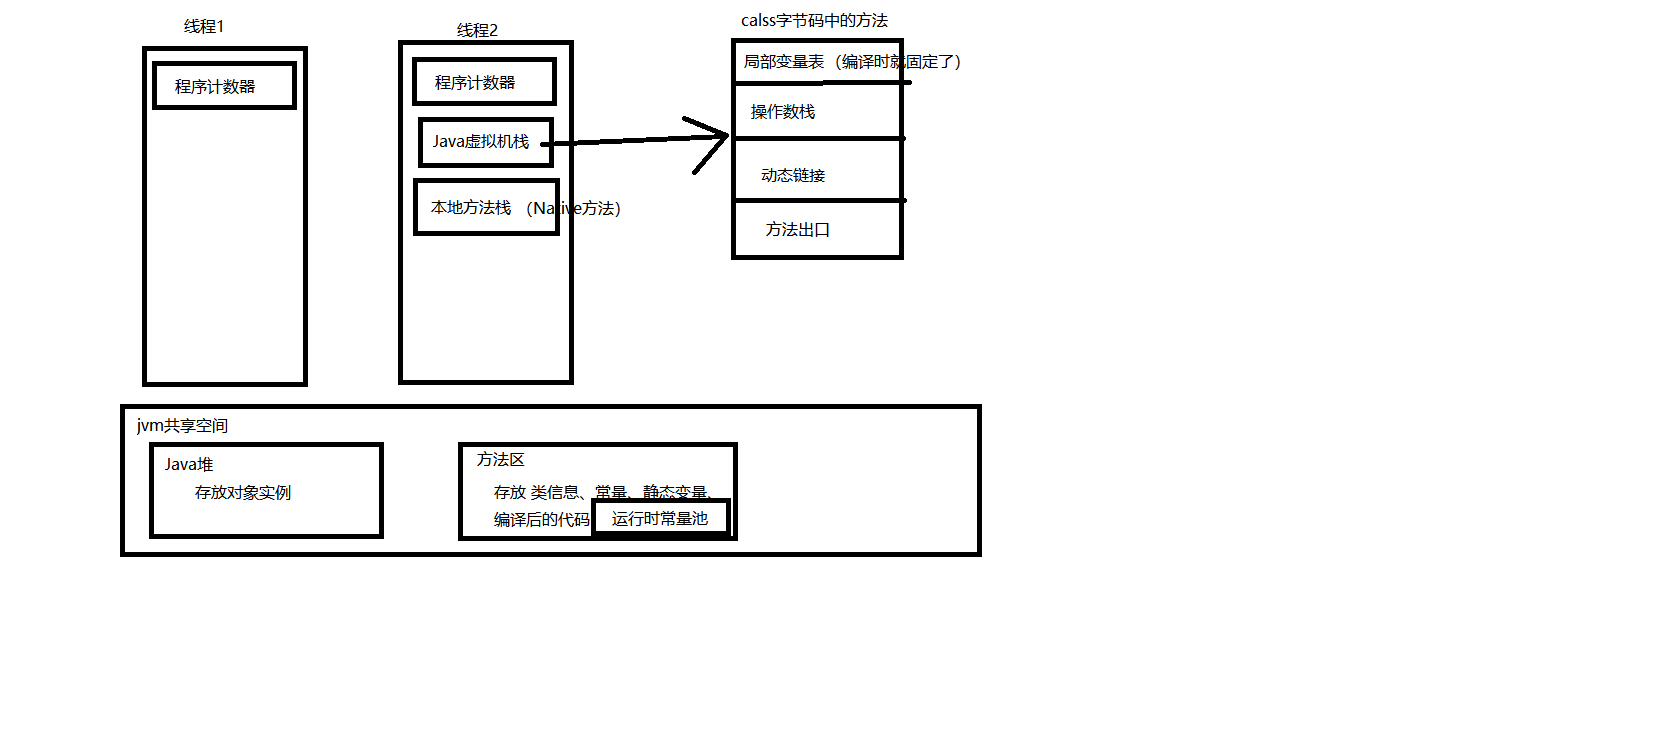 线程1
程序计数器
线程2
程序计数器
Java虚拟机栈
本地方法栈 （Native方法）
calss字节码中的方法
局部变量表（编译时就固定了）
操作数栈
动态链接
方法出口
jvm共享空间
Java堆
存放对象实例
方法区
存放 类信息、常量、静态变量、
编译后的代码
运行时常量池